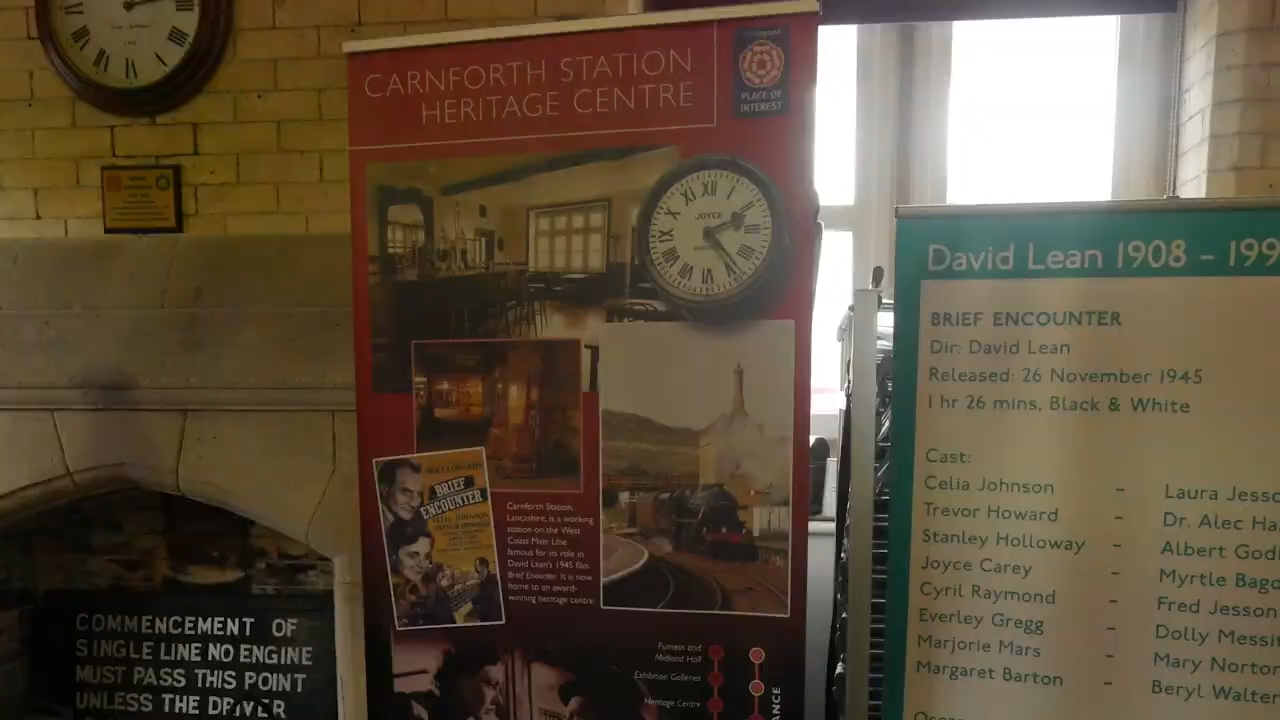 CARNFORTH STATION
HERITAGE CENTRE
PLACE OF
INTEREST
JOYCE
BRIEF
ENCOUNTER
CELIA JOHNSON
TREVOR HOWARD
Carnforth Station,
Lancashire, is a working
station on the West
Coast Main Line
famous for its role in
David Lean's 1945 film
Brief Encounter. It is now
home to an award-
winning heritage centre
Furness and
Midland Hall
Exhibition Galleries
Heritage Centre
COMMENCEMENT OF
SINGLE LINE NO ENGINE
MUST PASS THIS POINT
UNLESS THE DRIVER
David Lean 1908 - 199
BRIEF ENCOUNTER
Dir: David Lean
Released: 26 November 1945
1 hr 26 mins, Black & White
Cast:
Celia Johnson - Laura Jesso
Trevor Howard - Dr. Alec Ha
Stanley Holloway - Albert God
Joyce Carey - Myrtle Bago
Cyril Raymond - Fred Jesson
Everley Gregg - Dolly Messi
Marjorie Mars - Mary Norton
Margaret Barton - Beryl Walter